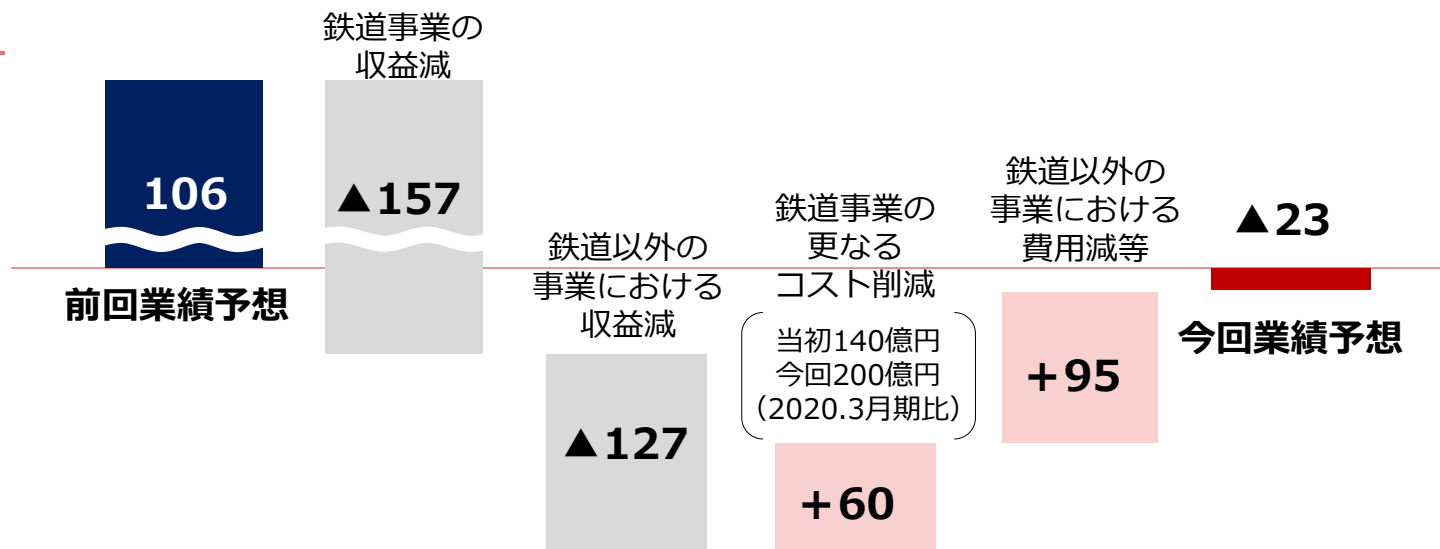 106
前回業績予想
鉄道事業の
収益減
▲157
鉄道以外の
事業における
収益減
▲127
鉄道事業の
更なる
コスト削減
当初140億円
今回200億円
（2020.3月期比）
+60
鉄道以外の
事業における
費用減等
+95
▲23
今回業績予想